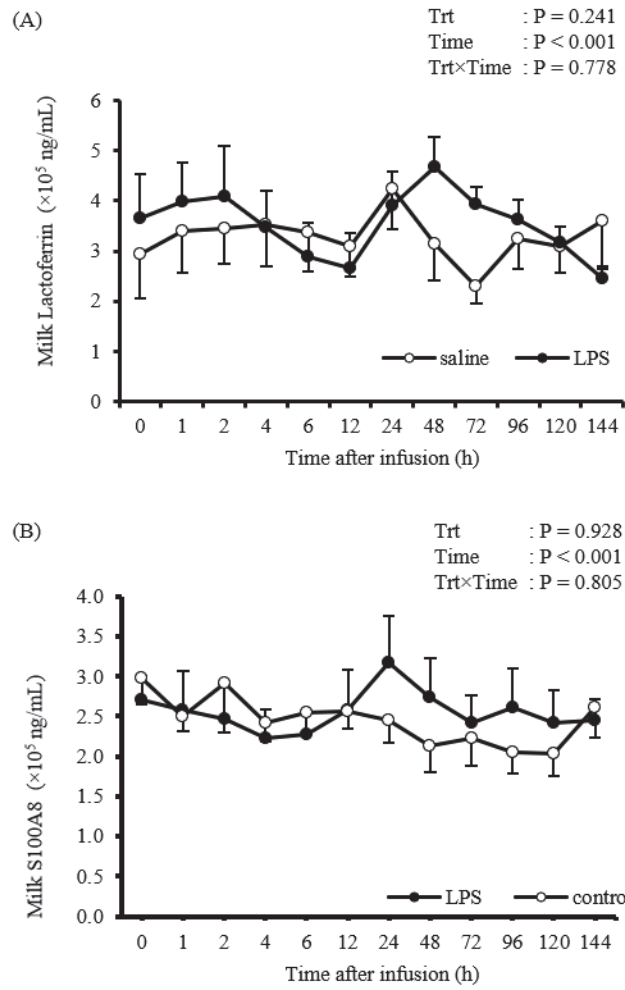 (A)
Trt : P = 0.241
Time : P < 0.001
Trt×Time : P = 0.778
Milk Lactoferrin (×10⁵ ng/mL)
6
5
4
3
2
1
0
saline LPS
0 1 2 4 6 12 24 48 72 96 120 144
Time after infusion (h)
(B)
Trt : P = 0.928
Time : P < 0.001
Trt×Time : P = 0.805
Milk S100A8 (×10⁵ ng/mL)
4.0
3.5
3.0
2.5
2.0
1.5
1.0
0.5
0.0
LPS contro
0 1 2 4 6 12 24 48 72 96 120 144
Time after infusion (h)